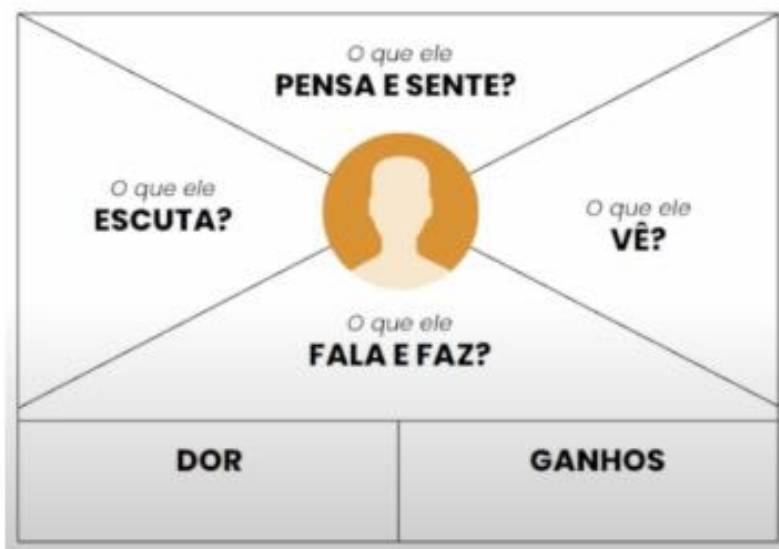 O que ele
PENSA E SENTE?
O que ele
ESCUTA?
O que ele
VÊ?
O que ele
FALA E FAZ?
DOR
GANHOS